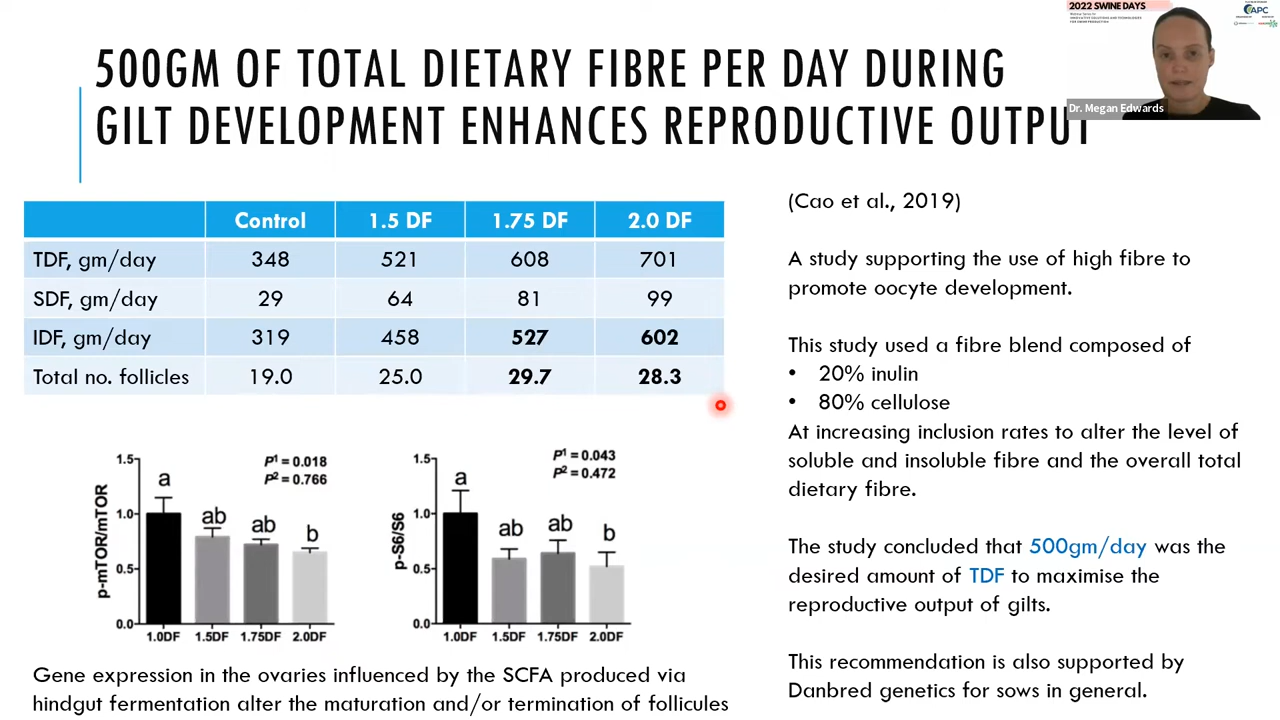 2022 SWINE DAYS
APC
Dr. Megan Edwards
500GM OF TOTAL DIETARY FIBRE PER DAY DURING
GILT DEVELOPMENT ENHANCES REPRODUCTIVE OUTPUT
Control 1.5 DF 1.75 DF 2.0 DF
TDF, gm/day 348 521 608 701
SDF, gm/day 29 64 81 99
IDF, gm/day 319 458 527 602
Total no. follicles 19.0 25.0 29.7 28.3
p-mTOR/mTOR
1.5
1.0
0.5
0.0
P¹ = 0.018
P² = 0.766
a ab ab b
1.0DF 1.5DF 1.75DF 2.0DF
p-S6/S6
1.5
1.0
0.5
0.0
P¹ = 0.043
P² = 0.472
a ab ab b
1.0DF 1.5DF 1.75DF 2.0DF
Gene expression in the ovaries influenced by the SCFA produced via
hindgut fermentation alter the maturation and/or termination of follicles
(Cao et al., 2019)
A study supporting the use of high fibre to
promote oocyte development.
This study used a fibre blend composed of
• 20% inulin
• 80% cellulose
At increasing inclusion rates to alter the level of
soluble and insoluble fibre and the overall total
dietary fibre.
The study concluded that 500gm/day was the
desired amount of TDF to maximise the
reproductive output of gilts.
This recommendation is also supported by
Danbred genetics for sows in general.